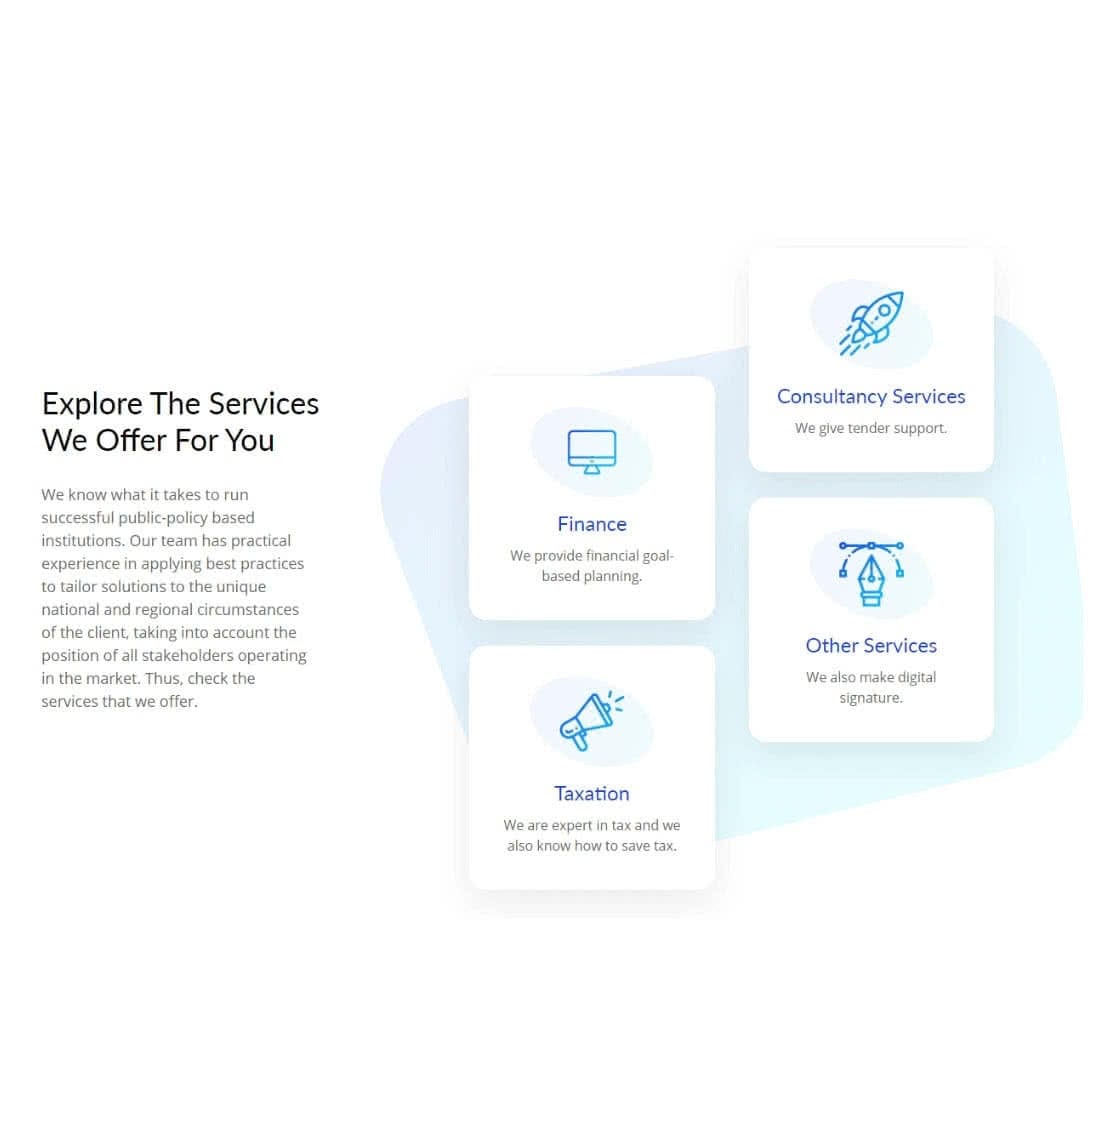 Explore The Services
We Offer For You
We know what it takes to run
successful public-policy based
institutions. Our team has practical
experience in applying best practices
to tailor solutions to the unique
national and regional circumstances
of the client, taking into account the
position of all stakeholders operating
in the market. Thus, check the
services that we offer.
Finance
We provide financial goal-
based planning.
Taxation
We are expert in tax and we
also know how to save tax.
Consultancy Services
We give tender support.
Other Services
We also make digital
signature.